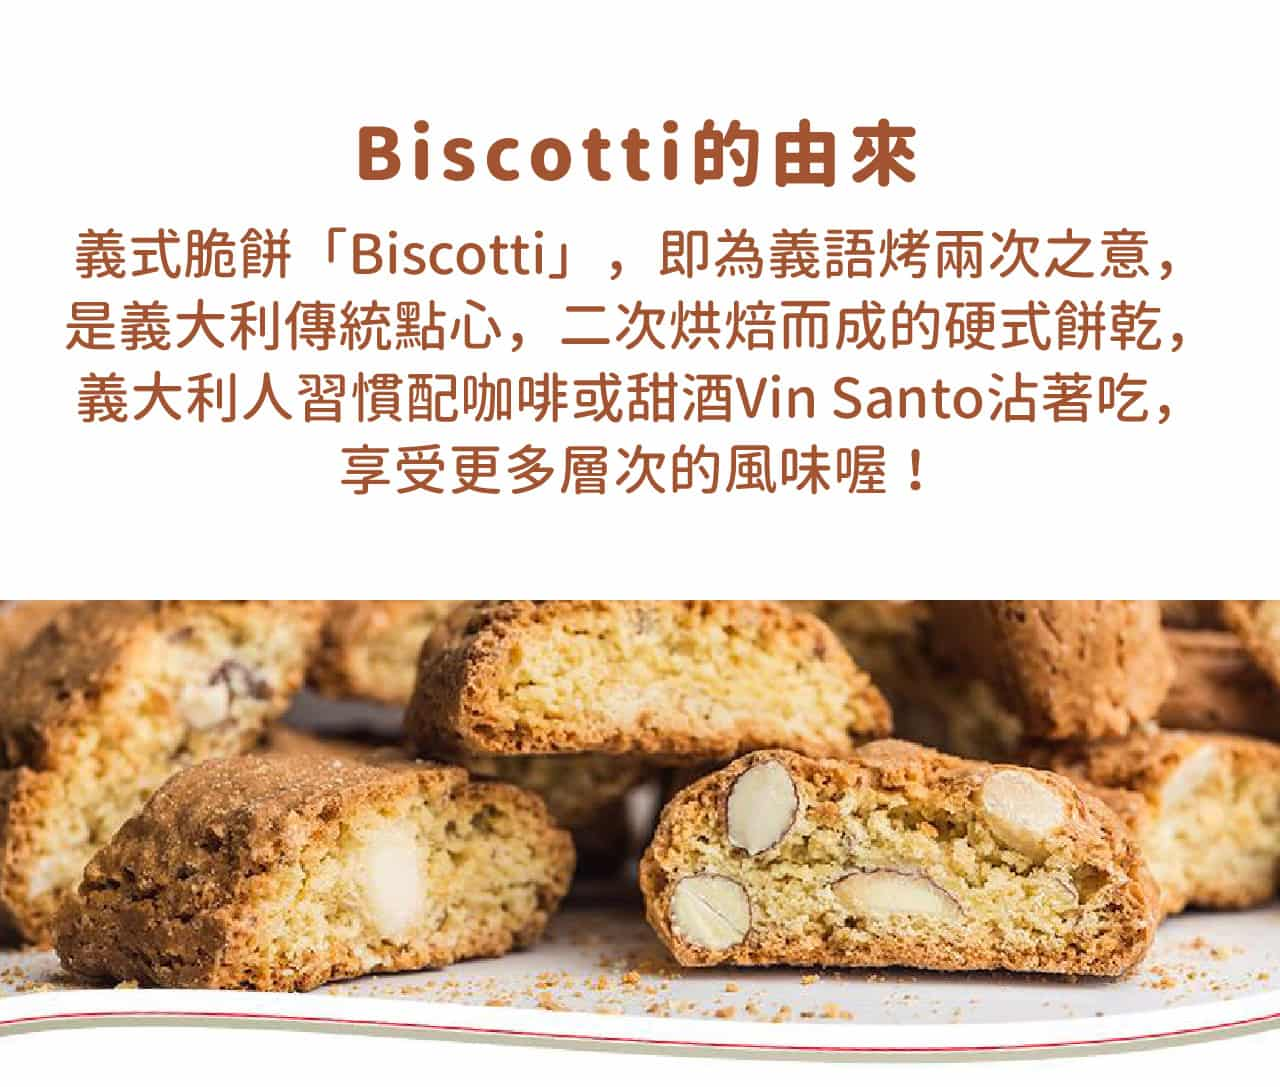 Biscotti的由來
義式脆餅「Biscotti」，即為義語烤兩次之意，
是義大利傳統點心，二次烘焙而成的硬式餅乾，
義大利人習慣配咖啡或甜酒Vin Santo沾著吃，
享受更多層次的風味喔！